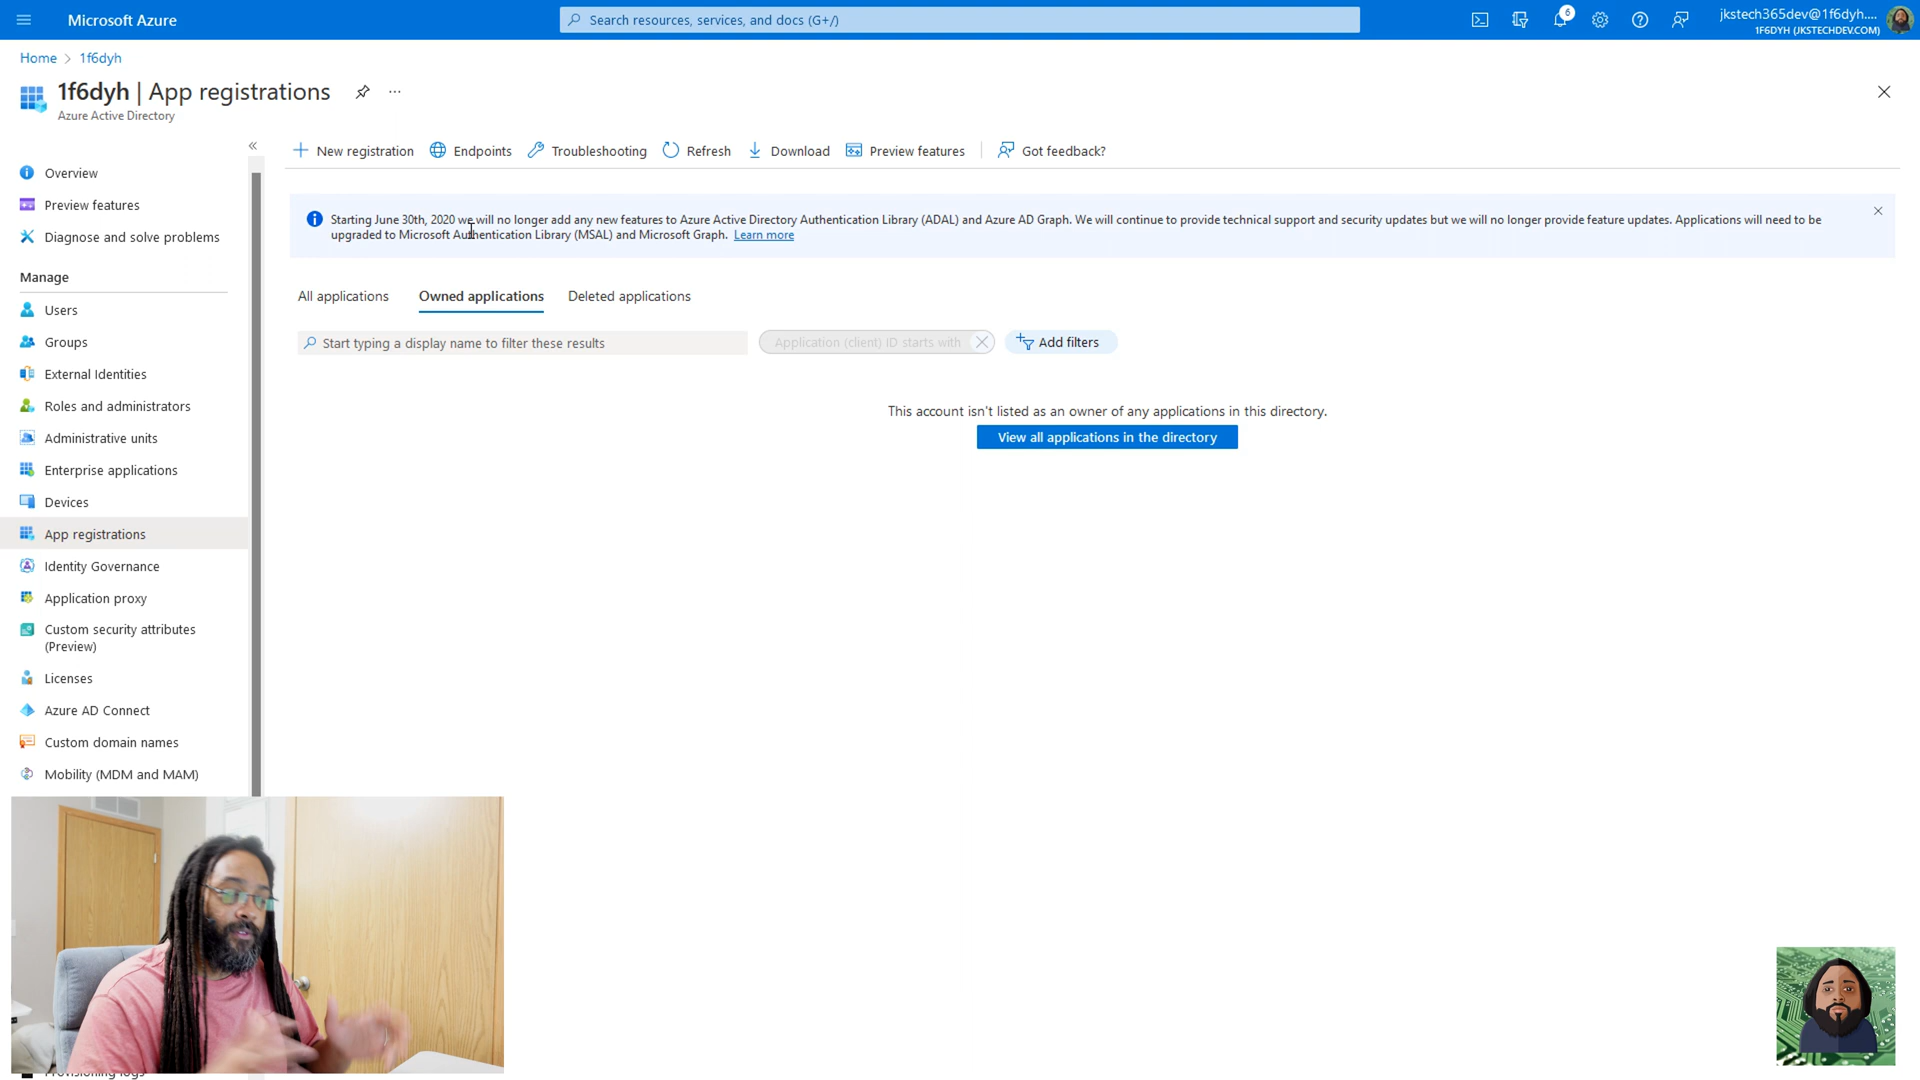 Microsoft Azure
Search resources, services, and docs (G+/)
6
jkstech365dev@1f6dyh....
1F6DYH (JKSTECHDEV.COM)
Home > 1f6dyh
1f6dyh | App registrations
...
Azure Active Directory
«
Overview
Preview features
Diagnose and solve problems
Manage
Users
Groups
External Identities
Roles and administrators
Administrative units
Enterprise applications
Devices
App registrations
Identity Governance
Application proxy
Custom security attributes
(Preview)
Licenses
Azure AD Connect
Custom domain names
Mobility (MDM and MAM)
Provisioning logs
New registration
Endpoints
Troubleshooting
Refresh
Download
Preview features
Got feedback?
Starting June 30th, 2020 we will no longer add any new features to Azure Active Directory Authentication Library (ADAL) and Azure AD Graph. We will continue to provide technical support and security updates but we will no longer provide feature updates. Applications will need to be
upgraded to Microsoft Authentication Library (MSAL) and Microsoft Graph. Learn more
All applications
Owned applications
Deleted applications
Start typing a display name to filter these results
Application (client) ID starts with
Add filters
This account isn't listed as an owner of any applications in this directory.
View all applications in the directory